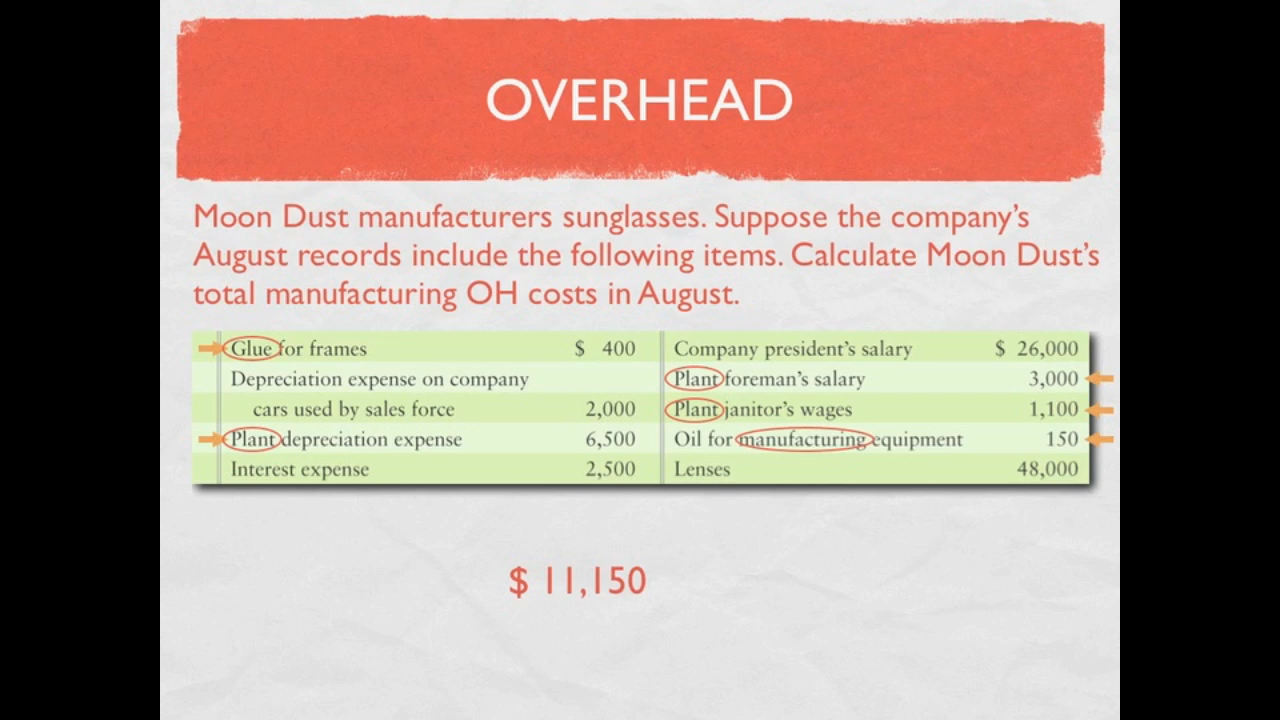 OVERHEAD
Moon Dust manufacturers sunglasses. Suppose the company's
August records include the following items. Calculate Moon Dust's
total manufacturing OH costs in August.
Glue for frames $ 400 Company president's salary $ 26,000
Depreciation expense on company Plant foreman's salary 3,000
cars used by sales force 2,000 Plant janitor's wages 1,100
Plant depreciation expense 6,500 Oil for manufacturing equipment 150
Interest expense 2,500 Lenses 48,000
$ 11,150